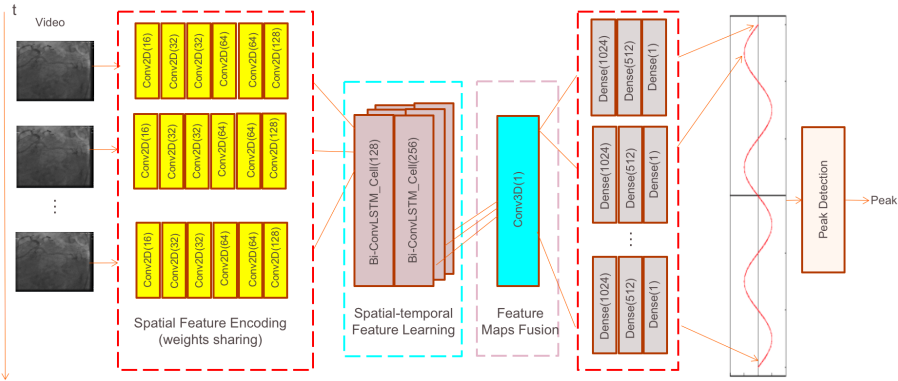 t
Video
Conv2D(16)
Conv2D(32)
Conv2D(32)
Conv2D(64)
Conv2D(64)
Conv2D(128)
Conv2D(16)
Conv2D(32)
Conv2D(32)
Conv2D(64)
Conv2D(64)
Conv2D(128)
...
Conv2D(16)
Conv2D(32)
Conv2D(32)
Conv2D(64)
Conv2D(64)
Conv2D(128)
Spatial Feature Encoding
(weights sharing)
Bi-ConvLSTM_Cell(128)
Bi-ConvLSTM_Cell(256)
Spatial-temporal
Feature Learning
Conv3D(1)
Feature
Maps Fusion
Dense(1024)
Dense(512)
Dense(1)
Dense(1024)
Dense(512)
Dense(1)
...
Dense(1024)
Dense(512)
Dense(1)
Peak Detection
Peak